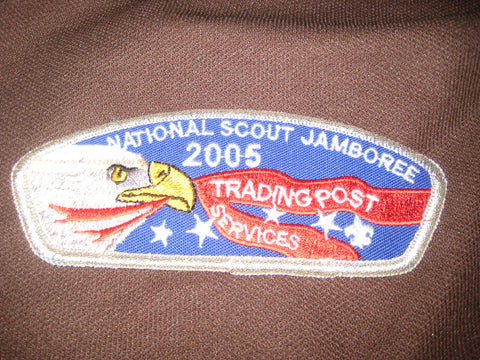 NATIONAL SCOUT JAMBOREE
2005
TRADING POST
SERVICES